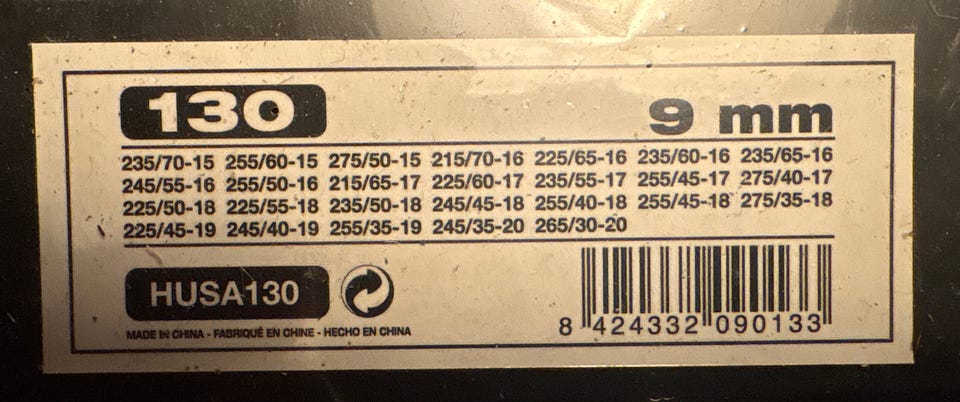 130 9 mm
235/70-15 255/60-15 275/50-15 215/70-16 225/65-16 235/60-16 235/65-16
245/55-16 255/50-16 215/65-17 225/60-17 235/55-17 255/45-17 275/40-17
225/50-18 225/55-18 235/50-18 245/45-18 255/40-18 255/45-18 275/35-18
225/45-19 245/40-19 255/35-19 245/35-20 265/30-20
HUSA130
MADE IN CHINA - FABRIQUÉ EN CHINE - HECHO EN CHINA
8 424332 090133